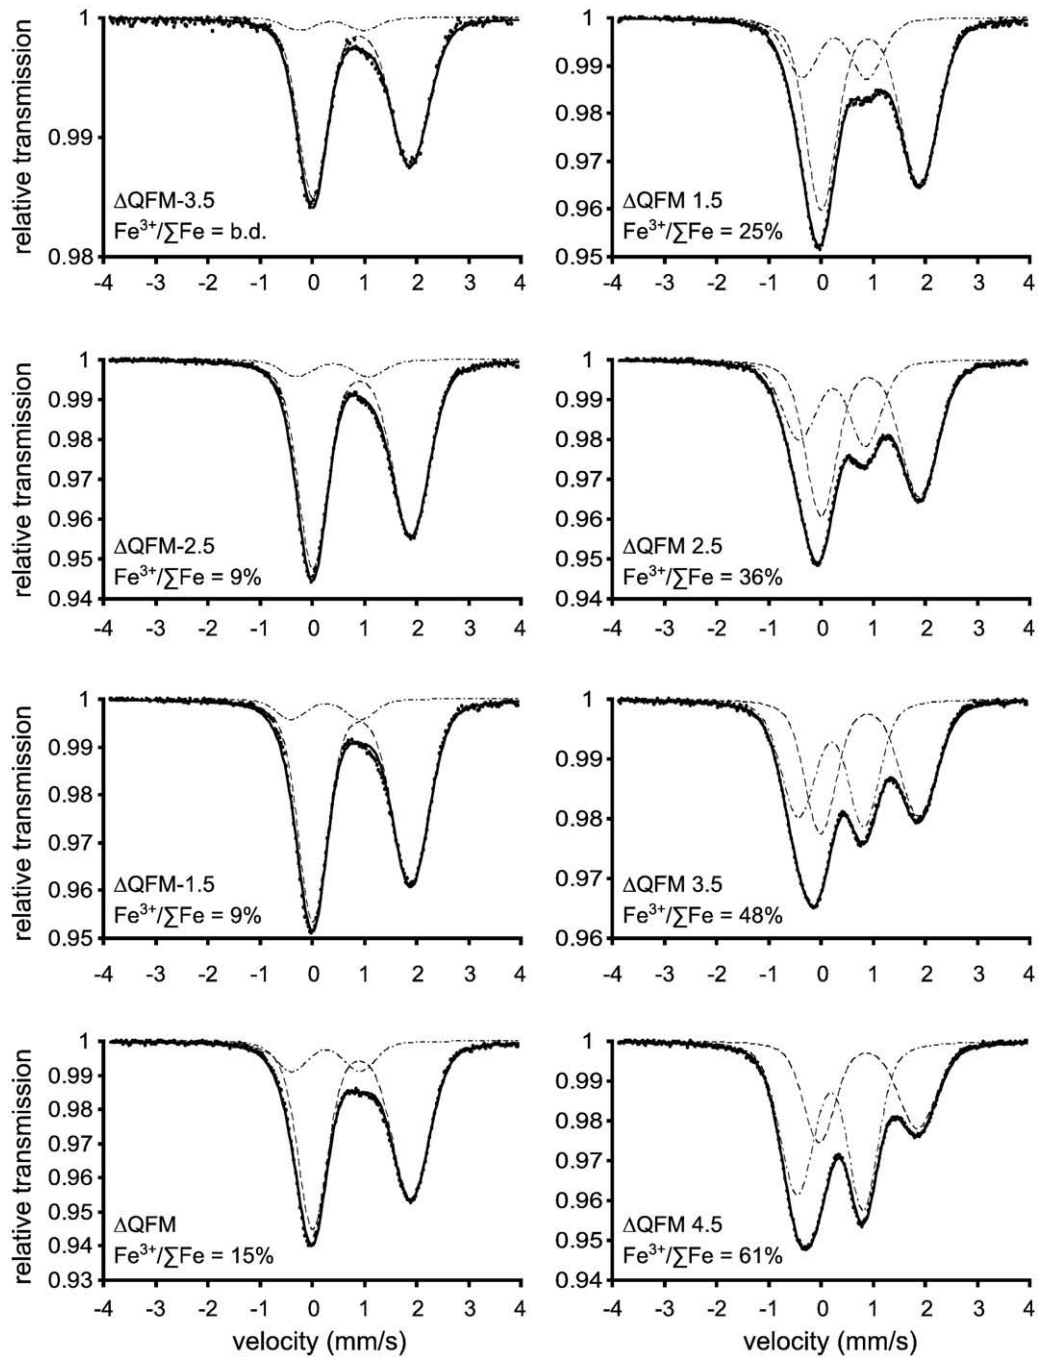 relative transmission
1
0.99
0.98
ΔQFM-3.5
Fe³⁺/∑Fe = b.d.
-4 -3 -2 -1 0 1 2 3 4
1
0.99
0.98
0.97
0.96
0.95
ΔQFM 1.5
Fe³⁺/∑Fe = 25%
-4 -3 -2 -1 0 1 2 3 4
relative transmission
1
0.99
0.98
0.97
0.96
0.95
0.94
ΔQFM-2.5
Fe³⁺/∑Fe = 9%
-4 -3 -2 -1 0 1 2 3 4
1
0.99
0.98
0.97
0.96
0.95
0.94
ΔQFM 2.5
Fe³⁺/∑Fe = 36%
-4 -3 -2 -1 0 1 2 3 4
relative transmission
1
0.99
0.98
0.97
0.96
0.95
ΔQFM-1.5
Fe³⁺/∑Fe = 9%
-4 -3 -2 -1 0 1 2 3 4
1
0.99
0.98
0.97
0.96
ΔQFM 3.5
Fe³⁺/∑Fe = 48%
-4 -3 -2 -1 0 1 2 3 4
relative transmission
1
0.99
0.98
0.97
0.96
0.95
0.94
0.93
ΔQFM
Fe³⁺/∑Fe = 15%
-4 -3 -2 -1 0 1 2 3 4
velocity (mm/s)
1
0.99
0.98
0.97
0.96
0.95
0.94
ΔQFM 4.5
Fe³⁺/∑Fe = 61%
-4 -3 -2 -1 0 1 2 3 4
velocity (mm/s)